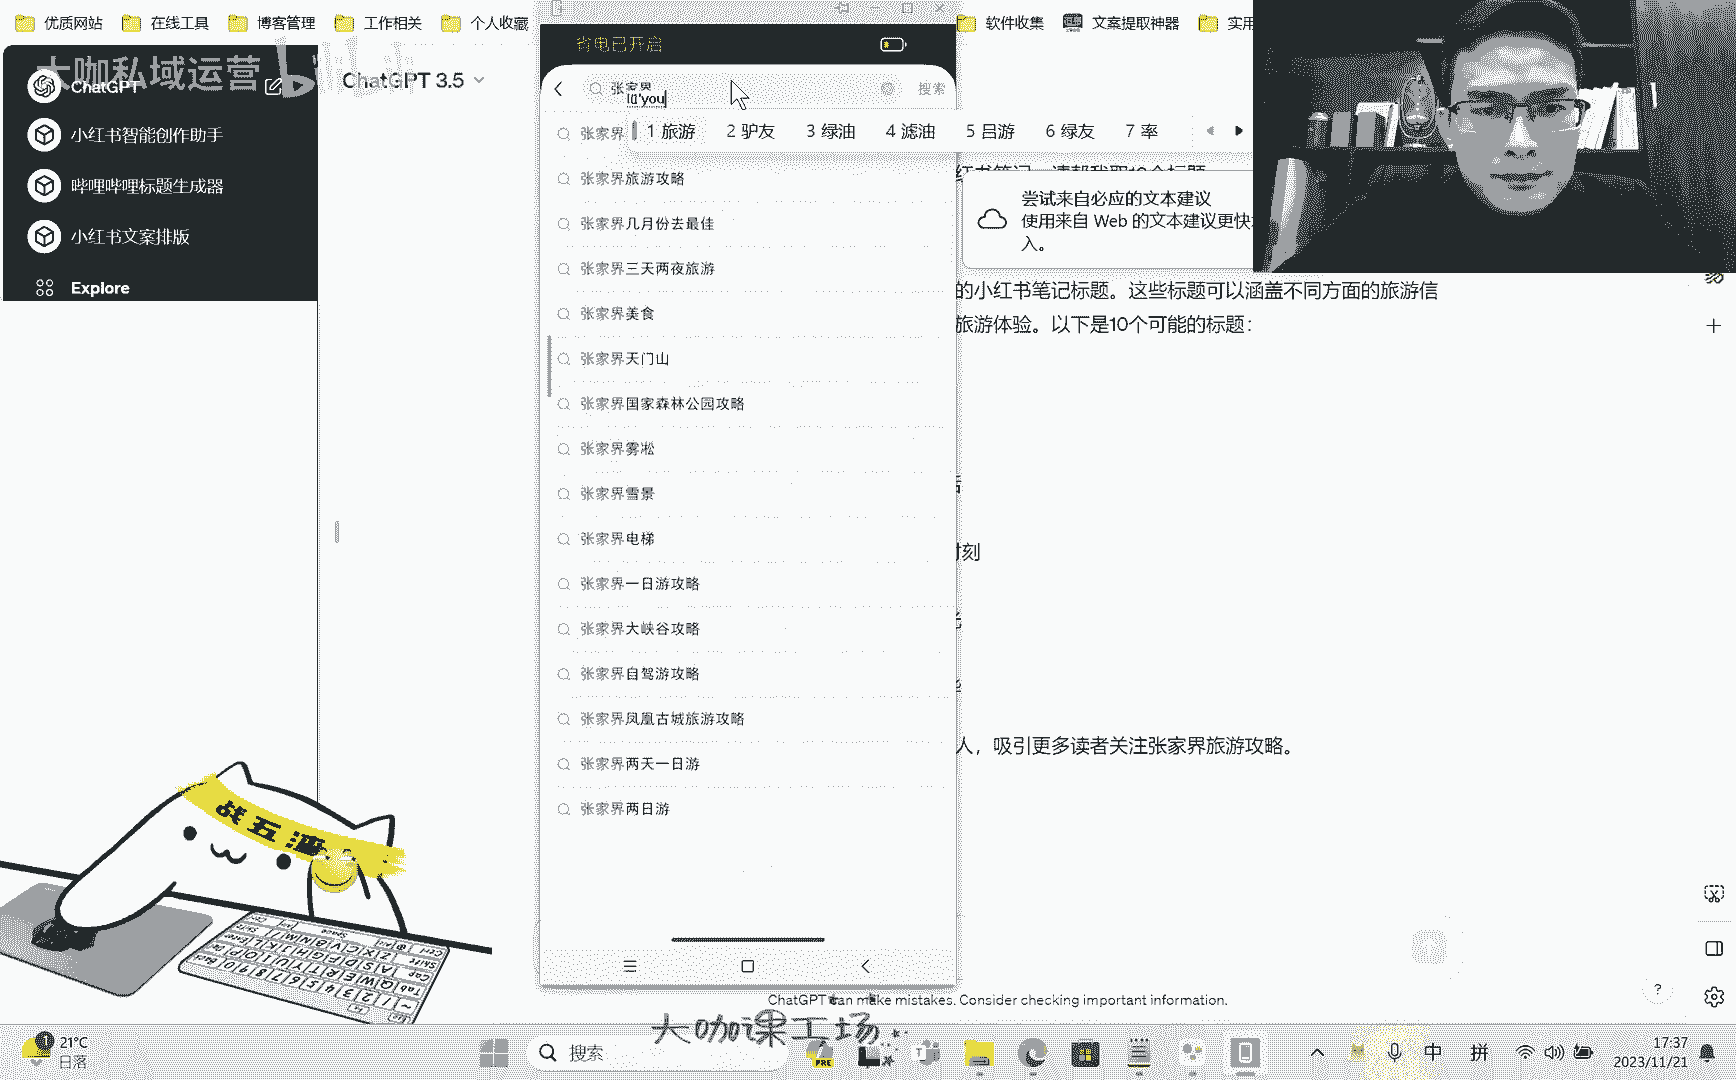 优质网站 在线工具 博客管理 工作相关 个人收藏 软件收集 文案提取神器
大咖私域运营
ChatGPT
小红书智能创作助手
哔哩哔哩标题生成器
小红书文案排版
Explore
ChatGPT 3.5
省电已开启
张家界
lü'you
搜索
1 旅游 2 驴友 3 绿油 4 滤油 5 吕游 6 绿友 7 率
张家界
张家界旅游攻略
张家界几月份去最佳
张家界三天两夜旅游
张家界美食
张家界天门山
张家界国家森林公园攻略
张家界雾凇
张家界雪景
张家界电梯
张家界一日游攻略
张家界大峡谷攻略
张家界自驾游攻略
张家界凤凰古城旅游攻略
张家界两天一日游
张家界两日游
尝试来自必应的文本建议
使用来自 Web 的文本建议更快
入。
的小红书笔记标题。这些标题可以涵盖不同方面的旅游信
旅游体验。以下是10个可能的标题：
时刻
人，吸引更多读者关注张家界旅游攻略。
战五渣
ChatGPT can make mistakes. Consider checking important information.
?
大咖课工场
1
21°C
日落
搜索
PRE
中 拼
17:37
2023/11/21